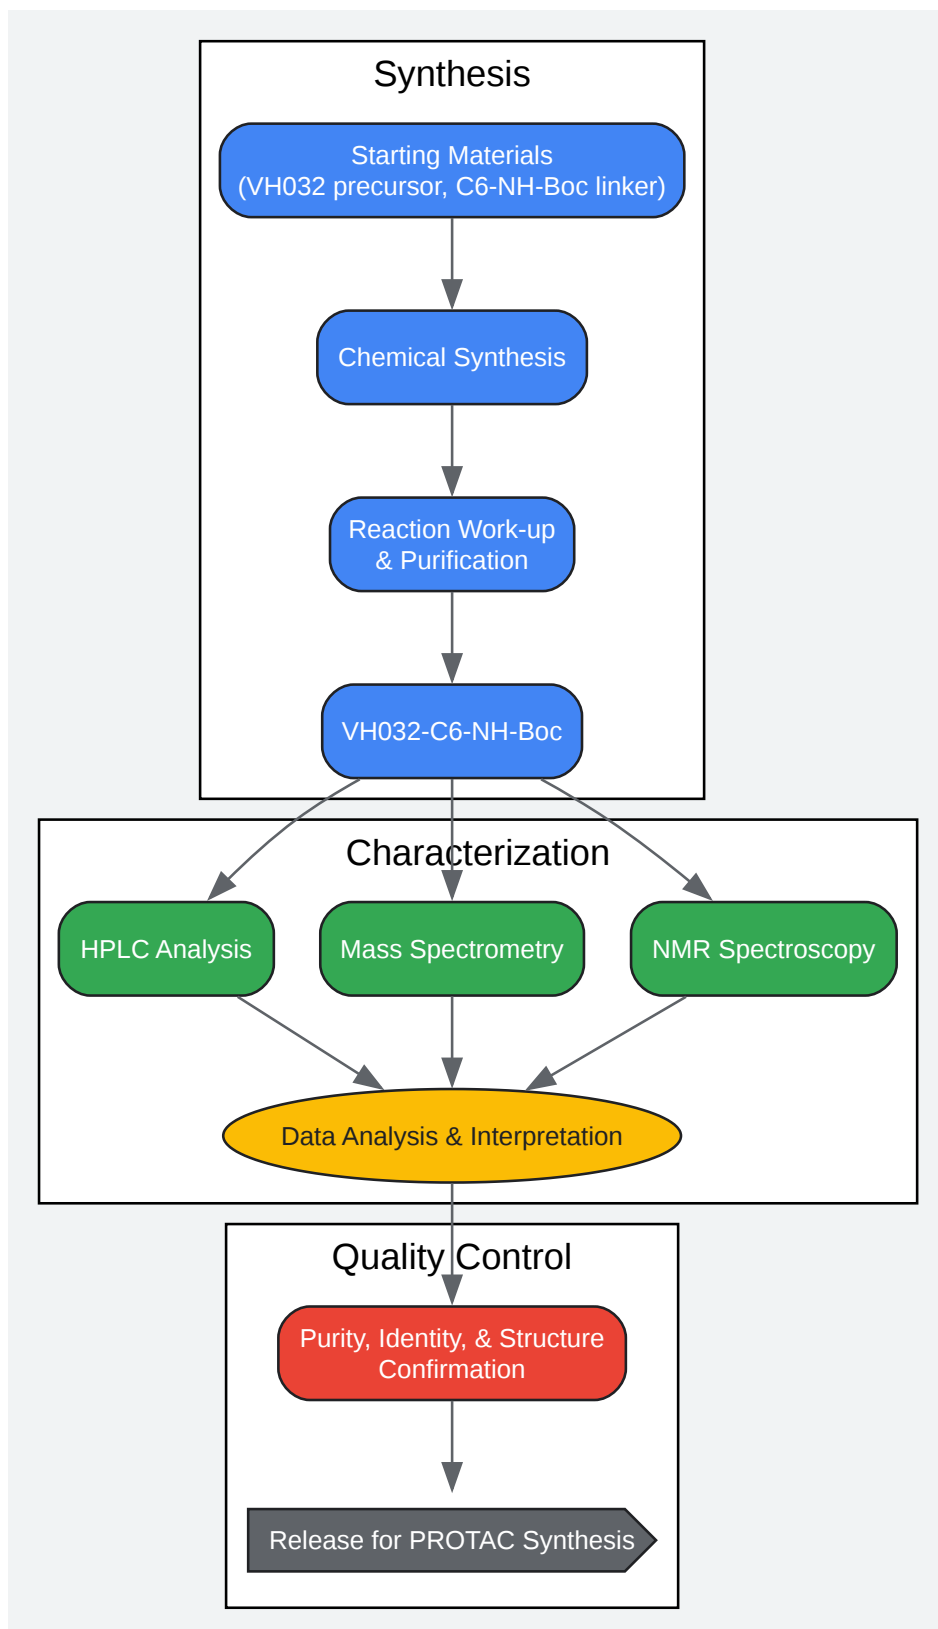 Synthesis
Starting Materials
(VH032 precursor, C6-NH-Boc linker)
Chemical Synthesis
Reaction Work-up
& Purification
VH032-C6-NH-Boc
Characterization
HPLC Analysis
Mass Spectrometry
NMR Spectroscopy
Data Analysis & Interpretation
Quality Control
Purity, Identity, & Structure
Confirmation
Release for PROTAC Synthesis